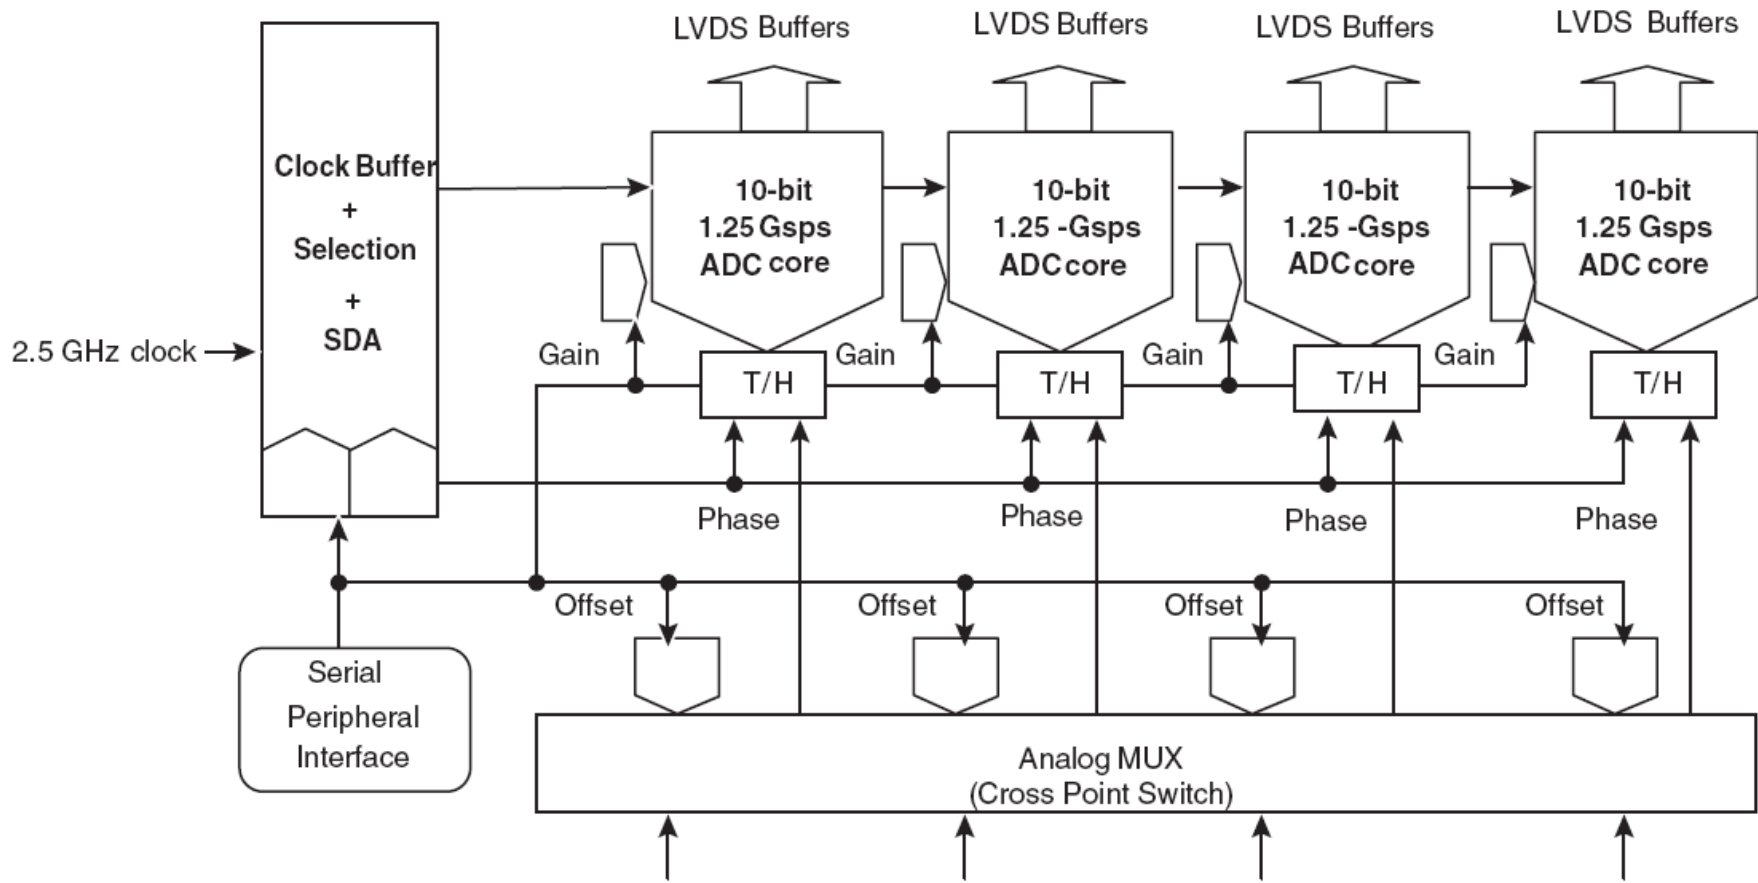 LVDS Buffers
LVDS Buffers
LVDS Buffers
LVDS Buffers
Clock Buffer
+
Selection
+
SDA
10-bit
1.25 Gsps
ADC core
10-bit
1.25 -Gsps
ADC core
10-bit
1.25 -Gsps
ADC core
10-bit
1.25 Gsps
ADC core
2.5 GHz clock
Gain
Gain
Gain
Gain
T/H
T/H
T/H
T/H
Phase
Phase
Phase
Phase
Offset
Offset
Offset
Offset
Serial
Peripheral
Interface
Analog MUX
(Cross Point Switch)